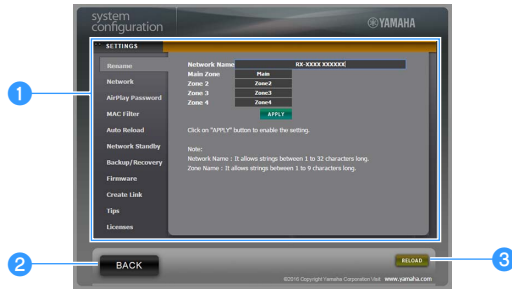 system
configuration
YAMAHA
SETTINGS
Rename
Network
AirPlay Password
MAC Filter
Auto Reload
Network Standby
Backup/Recovery
Firmware
Create Link
Tips
Licenses
Network Name RX-XXXX XXXXXX
Main Zone Main
Zone 2 Zone2
Zone 3 Zone3
Zone 4 Zone4
APPLY
Click on "APPLY" button to enable the setting.
Note:
Network Name : It allows strings between 1 to 32 characters long.
Zone Name : It allows strings between 1 to 9 characters long.
1
2
BACK
RELOAD
3
©2016 Copyright Yamaha Corporation Visit www.yamaha.com